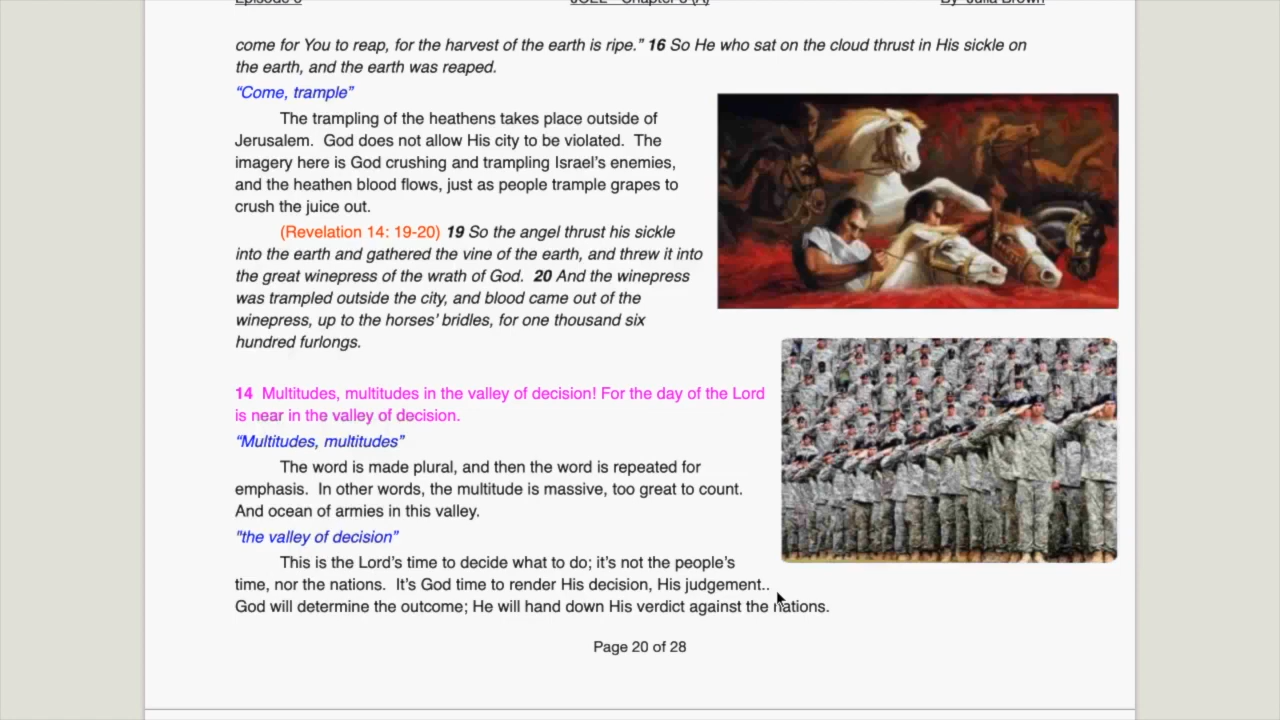 Episode 3 JOEL - Chapter 3 (A) By Julia Brown
come for You to reap, for the harvest of the earth is ripe.” 16 So He who sat on the cloud thrust in His sickle on
the earth, and the earth was reaped.
“Come, trample”
The trampling of the heathens takes place outside of
Jerusalem. God does not allow His city to be violated. The
imagery here is God crushing and trampling Israel’s enemies,
and the heathen blood flows, just as people trample grapes to
crush the juice out.
(Revelation 14: 19-20) 19 So the angel thrust his sickle
into the earth and gathered the vine of the earth, and threw it into
the great winepress of the wrath of God. 20 And the winepress
was trampled outside the city, and blood came out of the
winepress, up to the horses’ bridles, for one thousand six
hundred furlongs.
14 Multitudes, multitudes in the valley of decision! For the day of the Lord
is near in the valley of decision.
“Multitudes, multitudes”
The word is made plural, and then the word is repeated for
emphasis. In other words, the multitude is massive, too great to count.
And ocean of armies in this valley.
"the valley of decision”
This is the Lord’s time to decide what to do; it’s not the people’s
time, nor the nations. It’s God time to render His decision, His judgement..
God will determine the outcome; He will hand down His verdict against the nations.
Page 20 of 28